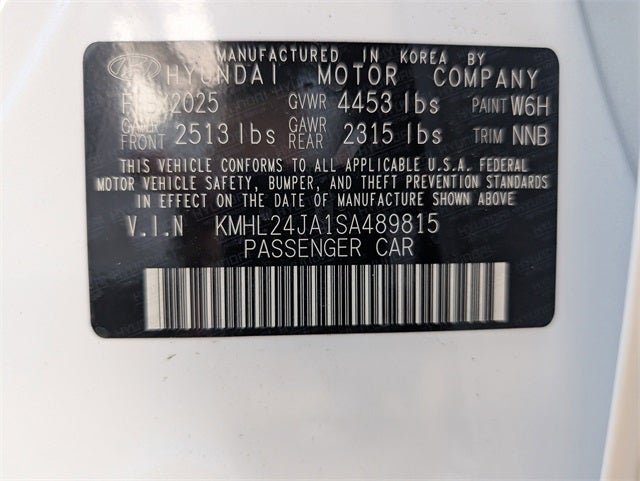 MANUFACTURED IN KOREA BY
HYUNDAI MOTOR COMPANY
2025 GVWR 4453 lbs PAINT W6H
GAWR FRONT 2513 lbs GAWR REAR 2315 lbs TRIM NNB
THIS VEHICLE CONFORMS TO ALL APPLICABLE U.S.A. FEDERAL
MOTOR VEHICLE SAFETY, BUMPER, AND THEFT PREVENTION STANDARDS
IN EFFECT ON THE DATE OF MANUFACTURE SHOWN ABOVE
V.I.N KMHL24JA1SA489815
PASSENGER CAR